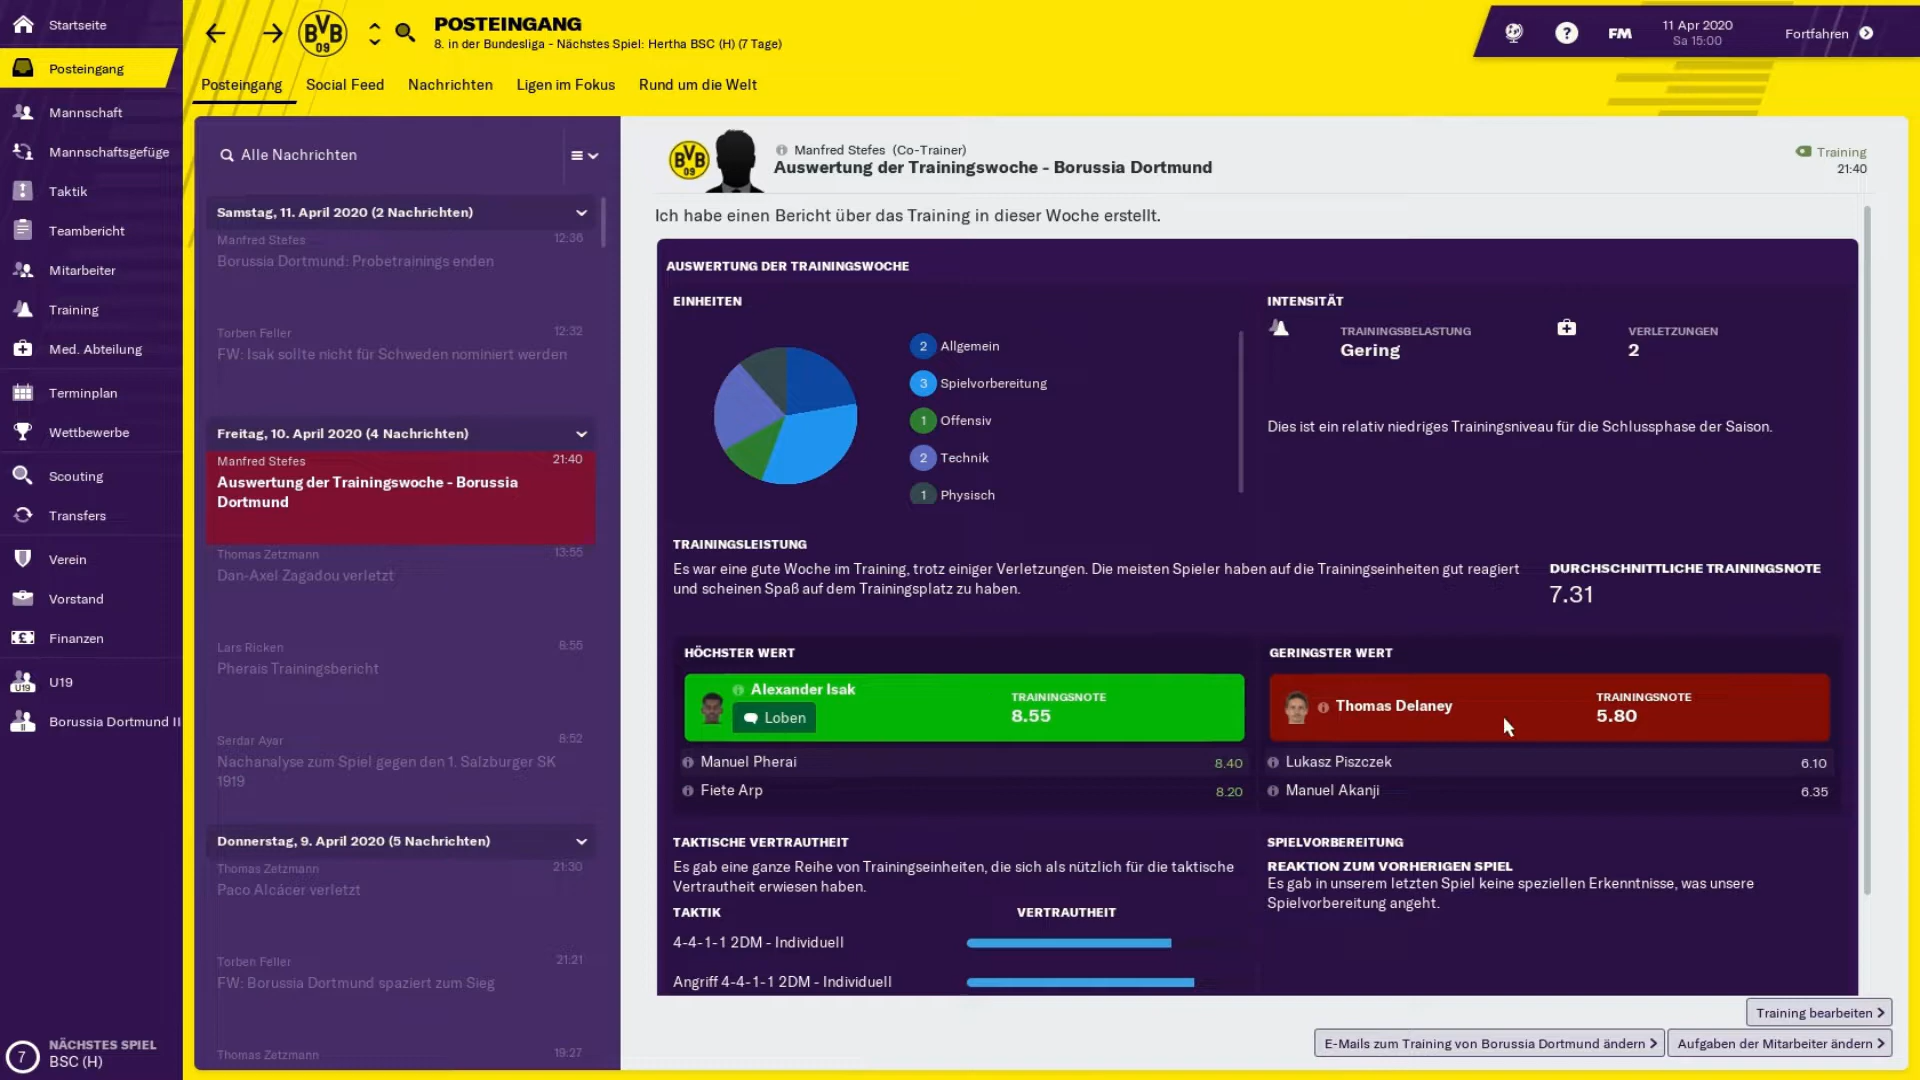 Startseite
Posteingang
Mannschaft
Mannschaftsgefüge
Taktik
Teambericht
Mitarbeiter
Training
Med. Abteilung
Terminplan
Wettbewerbe
Scouting
Transfers
Verein
Vorstand
Finanzen
U19
U19
Borussia Dortmund II
II
7
NÄCHSTES SPIEL
BSC (H)
BVB
09
POSTEINGANG
8. in der Bundesliga - Nächstes Spiel: Hertha BSC (H) (7 Tage)
? FM
11 Apr 2020
Sa 15:00
Fortfahren
Posteingang Social Feed Nachrichten Ligen im Fokus Rund um die Welt
Alle Nachrichten
Samstag, 11. April 2020 (2 Nachrichten)
Manfred Stefes 12:36
Borussia Dortmund: Probetrainings enden
Torben Feller 12:32
FW: Isak sollte nicht für Schweden nominiert werden
Freitag, 10. April 2020 (4 Nachrichten)
Manfred Stefes 21:40
Auswertung der Trainingswoche - Borussia
Dortmund
Thomas Zetzmann 13:55
Dan-Axel Zagadou verletzt
Lars Ricken 8:55
Pherais Trainingsbericht
Serdar Ayar 8:52
Nachanalyse zum Spiel gegen den 1. Salzburger SK
1919
Donnerstag, 9. April 2020 (5 Nachrichten)
Thomas Zetzmann 21:30
Paco Alcácer verletzt
Torben Feller 21:21
FW: Borussia Dortmund spaziert zum Sieg
Thomas Zetzmann 19:27
BVB
09
Manfred Stefes (Co-Trainer)
Auswertung der Trainingswoche - Borussia Dortmund
Training
21:40
Ich habe einen Bericht über das Training in dieser Woche erstellt.
AUSWERTUNG DER TRAININGSWOCHE
EINHEITEN
2 Allgemein
3 Spielvorbereitung
1 Offensiv
2 Technik
1 Physisch
INTENSITÄT
TRAININGSBELASTUNG
Gering
VERLETZUNGEN
2
Dies ist ein relativ niedriges Trainingsniveau für die Schlussphase der Saison.
TRAININGSLEISTUNG
Es war eine gute Woche im Training, trotz einiger Verletzungen. Die meisten Spieler haben auf die Trainingseinheiten gut reagiert
und scheinen Spaß auf dem Trainingsplatz zu haben.
DURCHSCHNITTLICHE TRAININGSNOTE
7.31
HÖCHSTER WERT
Alexander Isak
Loben
TRAININGSNOTE
8.55
Manuel Pherai 8.40
Fiete Arp 8.20
GERINGSTER WERT
Thomas Delaney
TRAININGSNOTE
5.80
Lukasz Piszczek 6.10
Manuel Akanji 6.35
TAKTISCHE VERTRAUTHEIT
Es gab eine ganze Reihe von Trainingseinheiten, die sich als nützlich für die taktische
Vertrautheit erwiesen haben.
TAKTIK VERTRAUTHEIT
4-4-1-1 2DM - Individuell
Angriff 4-4-1-1 2DM - Individuell
SPIELVORBEREITUNG
REAKTION ZUM VORHERIGEN SPIEL
Es gab in unserem letzten Spiel keine speziellen Erkenntnisse, was unsere
Spielvorbereitung angeht.
Training bearbeiten
E-Mails zum Training von Borussia Dortmund ändern
Aufgaben der Mitarbeiter ändern